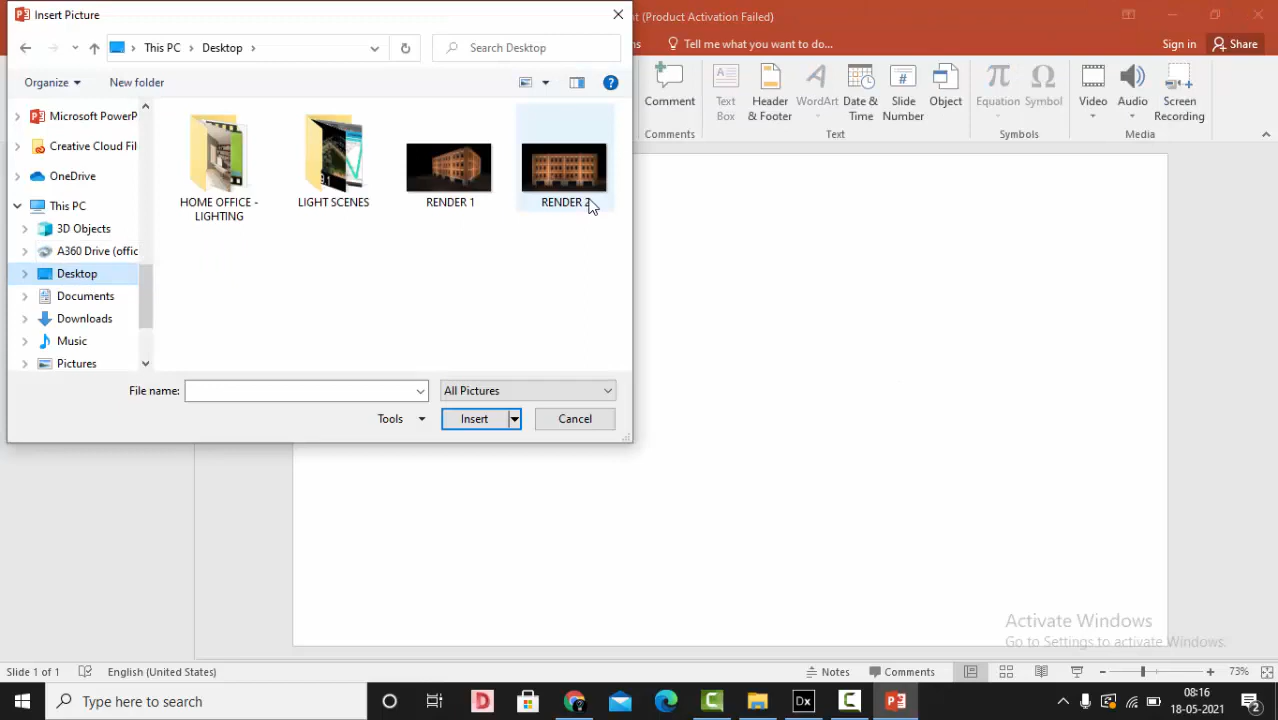 Insert Picture
nt (Product Activation Failed)
This PC
Desktop
Search Desktop
ns
Tell me what you want to do...
Sign in
Share
Organize
New folder
Comment
Text Box
Header & Footer
WordArt
Date & Time
Slide Number
Object
Equation
Symbol
Video
Audio
Screen Recording
Comments
Text
Symbols
Media
Microsoft PowerP
Creative Cloud Fil
OneDrive
This PC
3D Objects
A360 Drive (offic
Desktop
Documents
Downloads
Music
Pictures
HOME OFFICE - LIGHTING
LIGHT SCENES
RENDER 1
RENDER 2
File name:
All Pictures
Tools
Insert
Cancel
Activate Windows
Go to Settings to activate Windows.
Slide 1 of 1
English (United States)
Notes
Comments
73%
Type here to search
08:16
18-05-2021
2